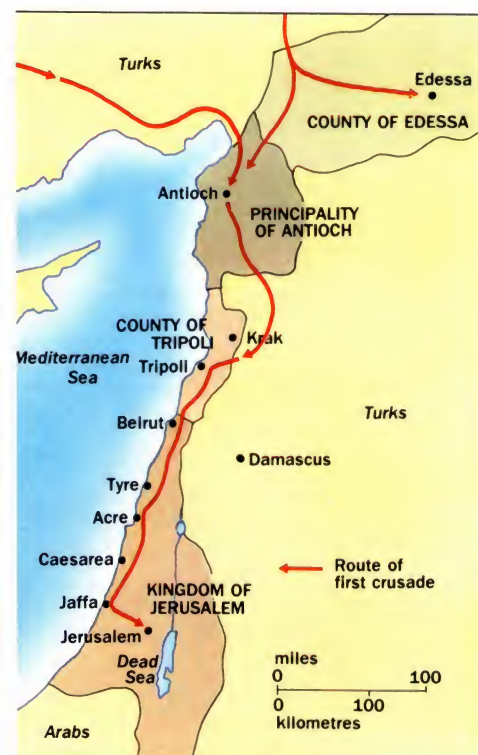 Turks
Edessa
COUNTY OF EDESSA
Antioch
PRINCIPALITY
OF ANTIOCH
COUNTY OF
TRIPOLI
Krak
Mediterranean
Sea
Tripoli
Beirut
Turks
Damascus
Tyre
Acre
Caesarea
Route of
first crusade
KINGDOM OF
JERUSALEM
Jaffa
Jerusalem
Dead
Sea
miles
0 100
0 100
kilometres
Arabs